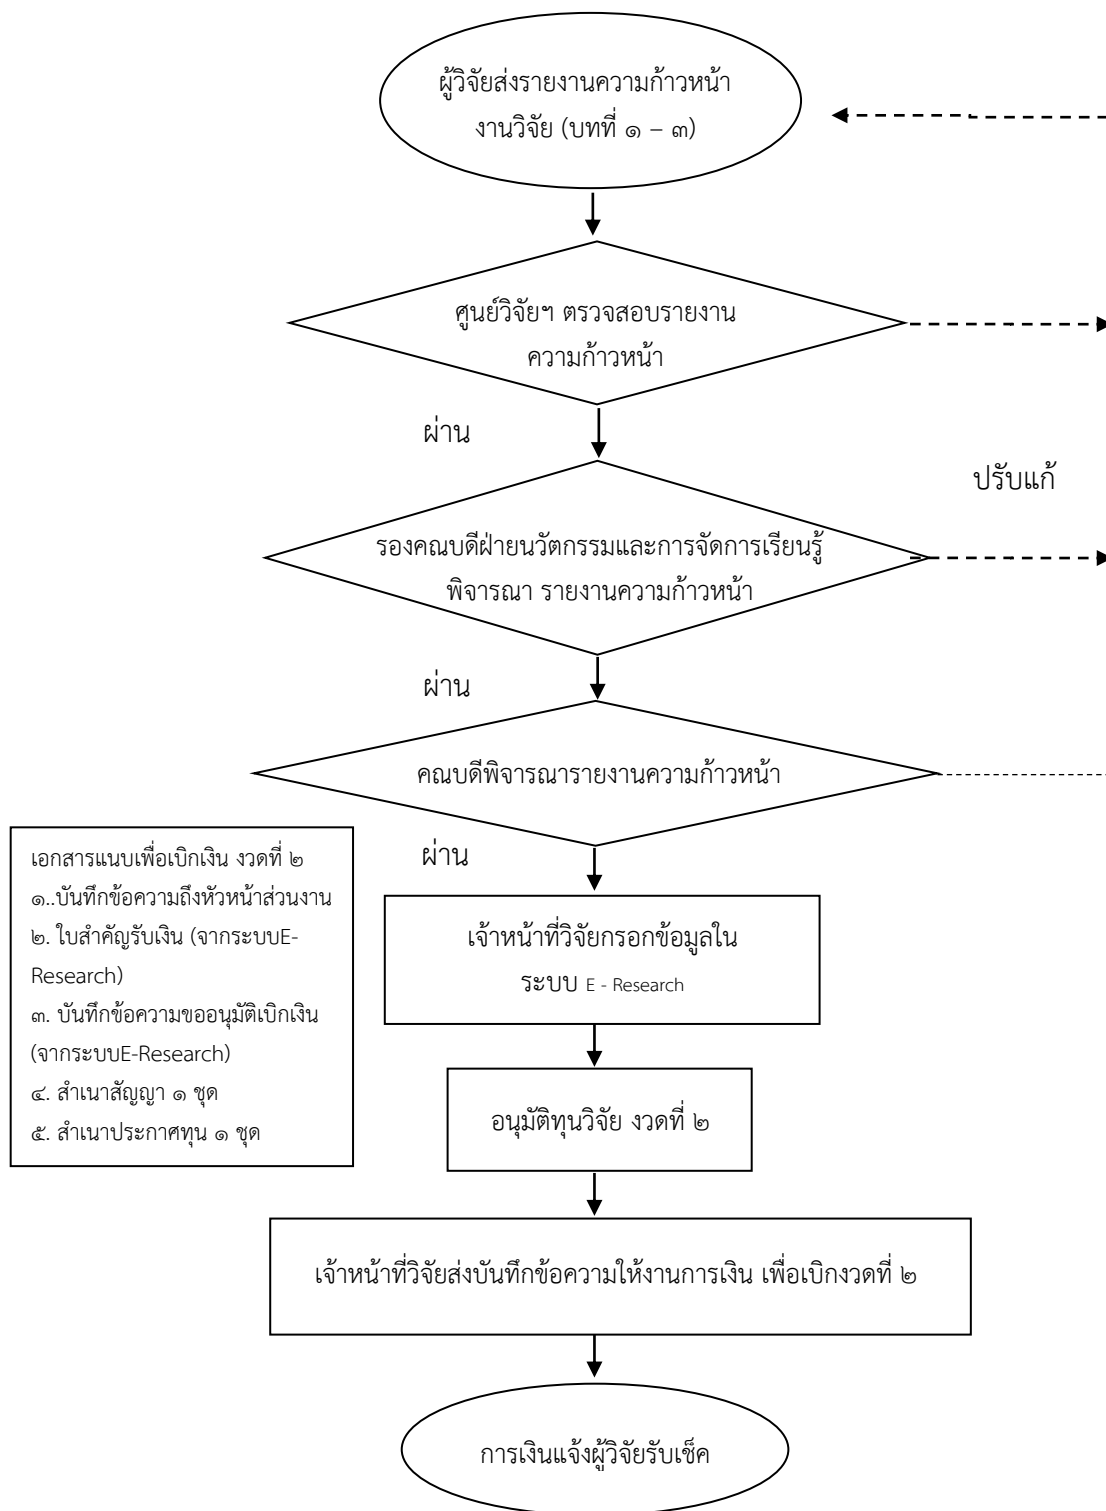 ผู้วิจัยส่งรายงานความก้าวหน้า
งานวิจัย (บทที่ ๑ – ๓)
ศูนย์วิจัยฯ ตรวจสอบรายงาน
ความก้าวหน้า
ผ่าน
ปรับแก้
รองคณบดีฝ่ายนวัตกรรมและการจัดการเรียนรู้
พิจารณา รายงานความก้าวหน้า
ผ่าน
คณบดีพิจารณารายงานความก้าวหน้า
ผ่าน
เอกสารแนบเพื่อเบิกเงิน งวดที่ ๒
๑..บันทึกข้อความถึงหัวหน้าส่วนงาน
๒. ใบสำคัญรับเงิน (จากระบบE-
Research)
๓. บันทึกข้อความขออนุมัติเบิกเงิน
(จากระบบE-Research)
๔. สำเนาสัญญา ๑ ชุด
๕. สำเนาประกาศทุน ๑ ชุด
เจ้าหน้าที่วิจัยกรอกข้อมูลใน
ระบบ E - Research
อนุมัติทุนวิจัย งวดที่ ๒
เจ้าหน้าที่วิจัยส่งบันทึกข้อความให้งานการเงิน เพื่อเบิกงวดที่ ๒
การเงินแจ้งผู้วิจัยรับเช็ค